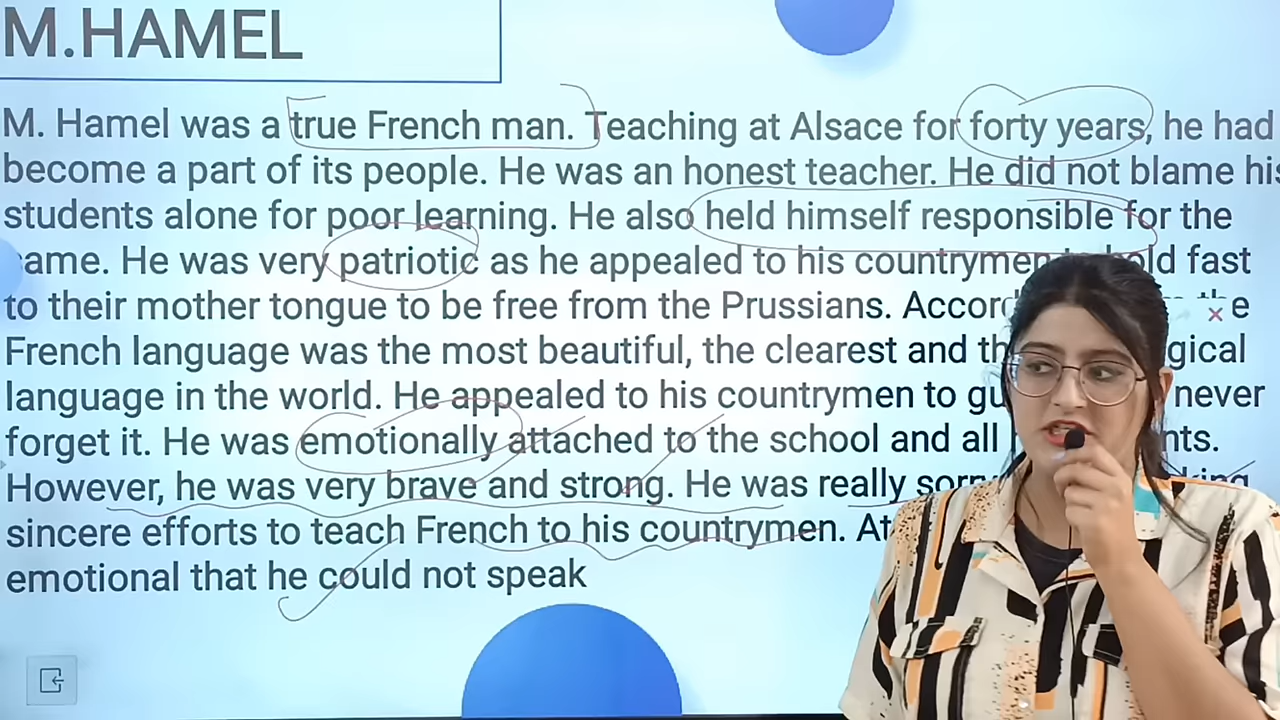 M.HAMEL
M. Hamel was a true French man. Teaching at Alsace for forty years, he had
become a part of its people. He was an honest teacher. He did not blame his
students alone for poor learning. He also held himself responsible for the
same. He was very patriotic as he appealed to his countrymen to hold fast
to their mother tongue to be free from the Prussians. the
French language was the most beautiful, the clearest and
language in the world. He appealed to his countrymen to never
forget it. He was emotionally attached to the school and all
However, he was very brave and strong. He was really
sincere efforts to teach French to his countrymen. At
emotional that he could not speak